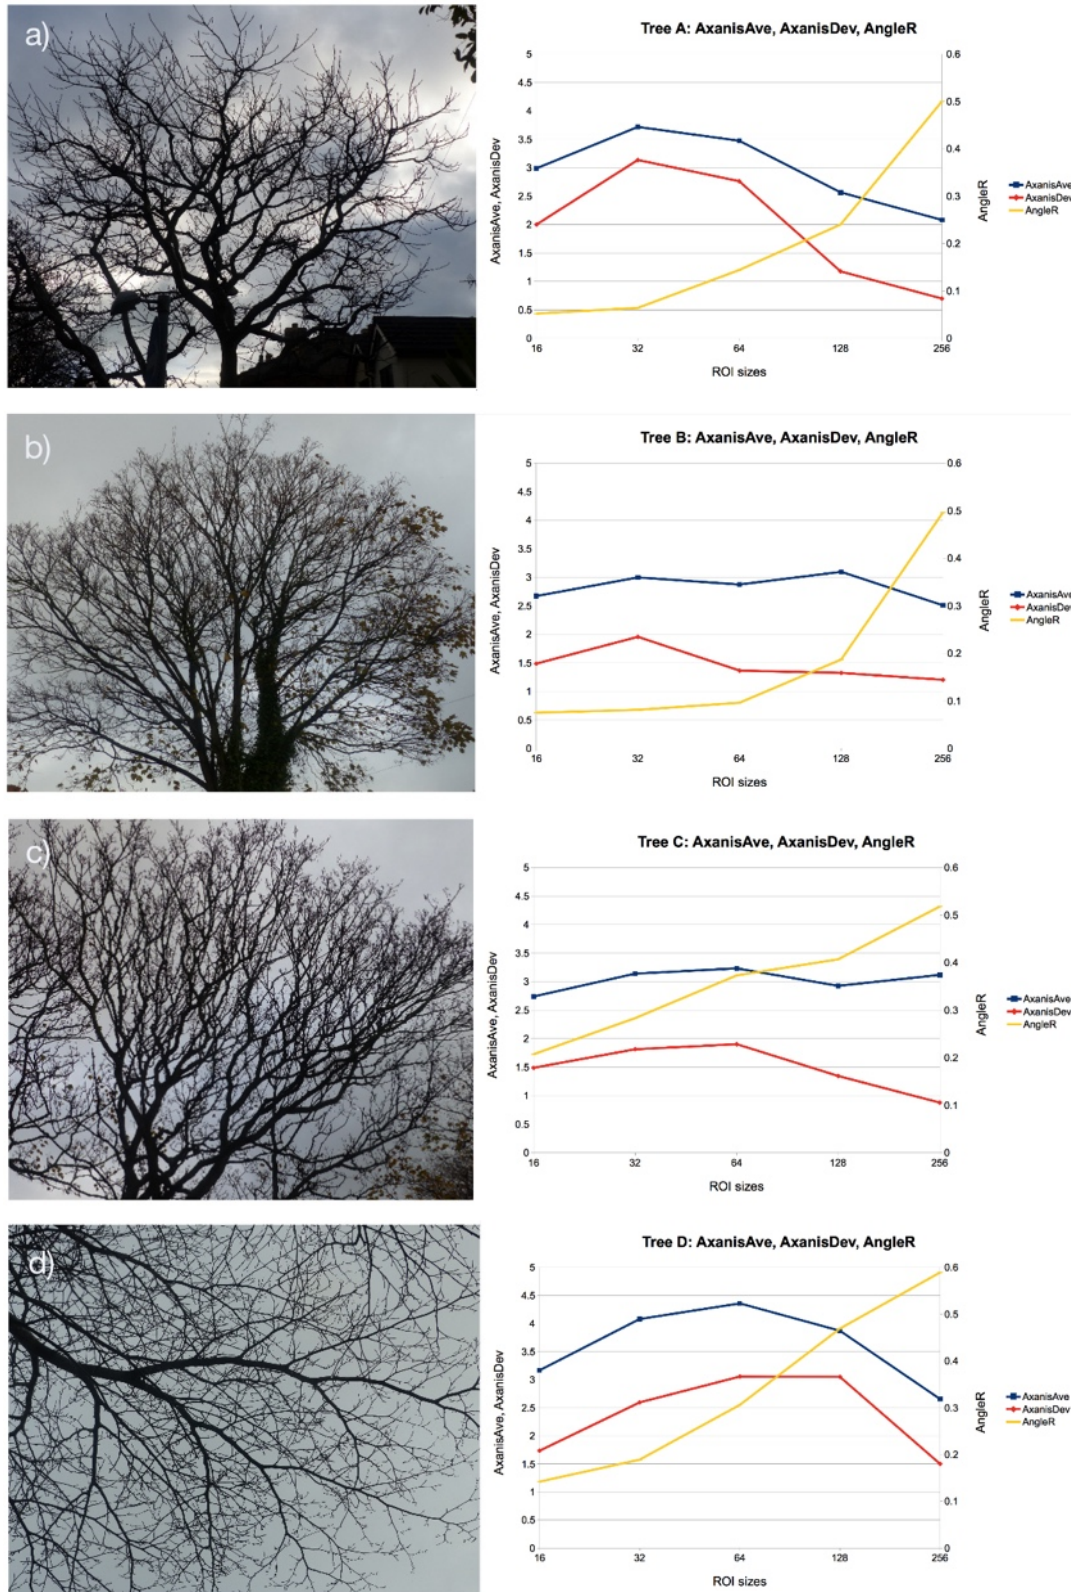 a)
Tree A: AxanisAve, AxanisDev, AngleR
5
4.5
4
3.5
3
2.5
2
1.5
1
0.5
0
0.6
0.5
0.4
0.3
0.2
0.1
0
AxanisAve, AxanisDev
AngleR
16 32 64 128 256
ROI sizes
AxanisAve
AxanisDev
AngleR
b)
Tree B: AxanisAve, AxanisDev, AngleR
5
4.5
4
3.5
3
2.5
2
1.5
1
0.5
0
0.6
0.5
0.4
0.3
0.2
0.1
0
AxanisAve, AxanisDev
AngleR
16 32 64 128 256
ROI sizes
AxanisAve
AxanisDev
AngleR
c)
Tree C: AxanisAve, AxanisDev, AngleR
5
4.5
4
3.5
3
2.5
2
1.5
1
0.5
0
0.6
0.5
0.4
0.3
0.2
0.1
0
AxanisAve, AxanisDev
AngleR
16 32 64 128 256
ROI sizes
AxanisAve
AxanisDev
AngleR
d)
Tree D: AxanisAve, AxanisDev, AngleR
5
4.5
4
3.5
3
2.5
2
1.5
1
0.5
0
0.6
0.5
0.4
0.3
0.2
0.1
0
AxanisAve, AxanisDev
AngleR
16 32 64 128 256
ROI sizes
AxanisAve
AxanisDev
AngleR